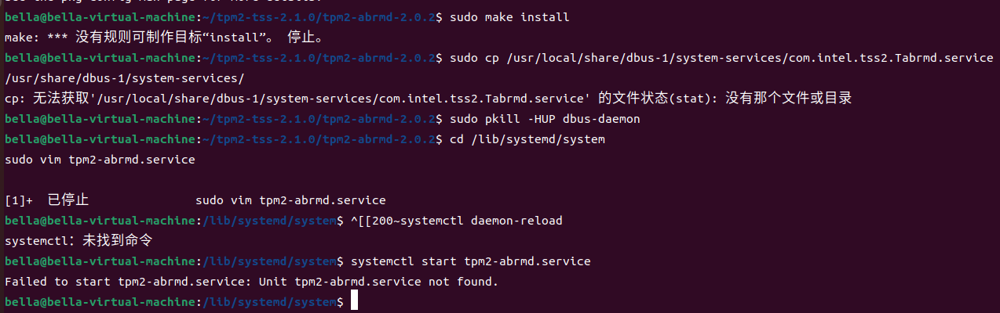 bella@bella-virtual-machine:~/tpm2-tss-2.1.0/tpm2-abrmd-2.0.2$ sudo make install
make: *** 没有规则可制作目标“install”。 停止。
bella@bella-virtual-machine:~/tpm2-tss-2.1.0/tpm2-abrmd-2.0.2$ sudo cp /usr/local/share/dbus-1/system-services/com.intel.tss2.Tabrmd.service
/usr/share/dbus-1/system-services/
cp: 无法获取'/usr/local/share/dbus-1/system-services/com.intel.tss2.Tabrmd.service' 的文件状态(stat): 没有那个文件或目录
bella@bella-virtual-machine:~/tpm2-tss-2.1.0/tpm2-abrmd-2.0.2$ sudo pkill -HUP dbus-daemon
bella@bella-virtual-machine:~/tpm2-tss-2.1.0/tpm2-abrmd-2.0.2$ cd /lib/systemd/system
sudo vim tpm2-abrmd.service
[1]+  已停止               sudo vim tpm2-abrmd.service
bella@bella-virtual-machine:/lib/systemd/system$ ^[[200~systemctl daemon-reload
systemctl：未找到命令
bella@bella-virtual-machine:/lib/systemd/system$ systemctl start tpm2-abrmd.service
Failed to start tpm2-abrmd.service: Unit tpm2-abrmd.service not found.
bella@bella-virtual-machine:/lib/systemd/system$